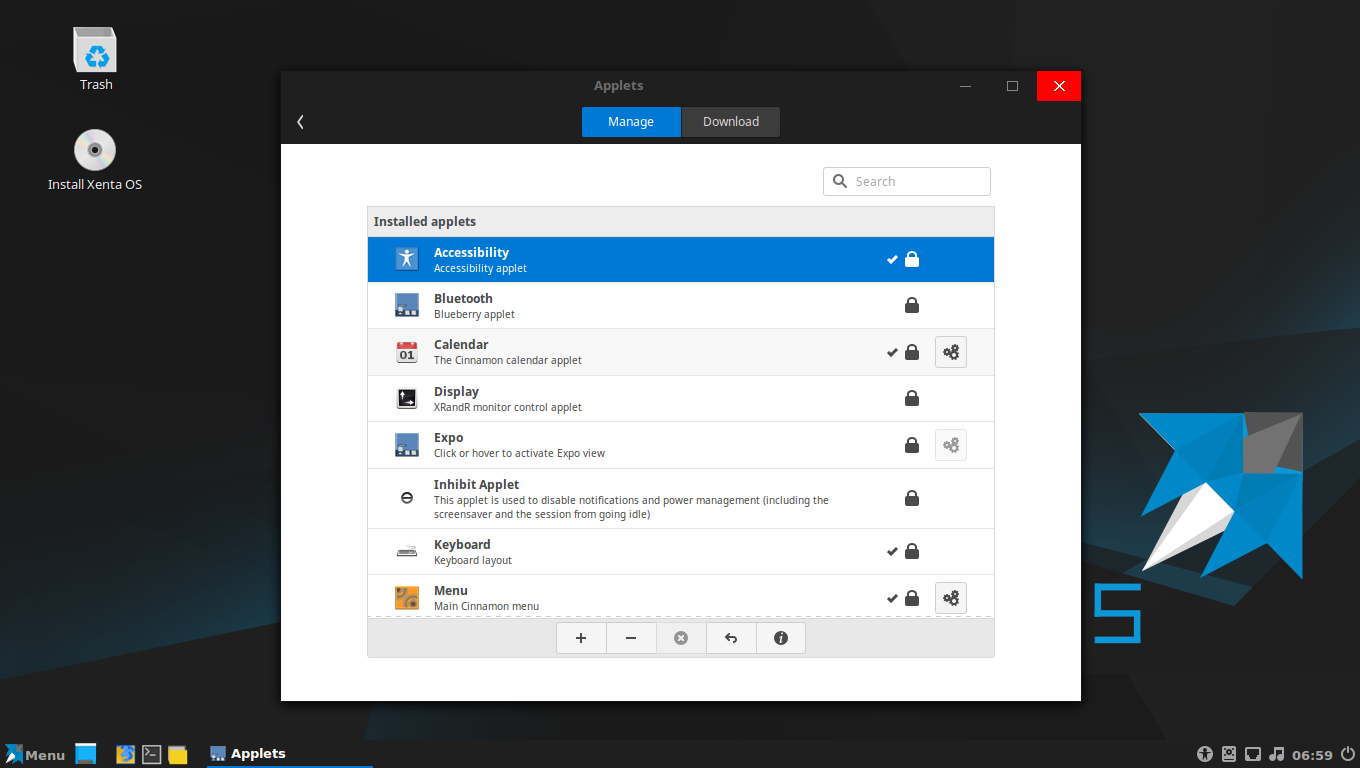 Trash
Install Xenta OS
Applets
Manage
Download
Search
Installed applets
Accessibility
Accessibility applet
Bluetooth
Blueberry applet
Calendar
The Cinnamon calendar applet
01
Display
XRandR monitor control applet
Expo
Click or hover to activate Expo view
Inhibit Applet
This applet is used to disable notifications and power management (including the
screensaver and the session from going idle)
Keyboard
Keyboard layout
Menu
Main Cinnamon menu
S
Menu
Applets
06:59